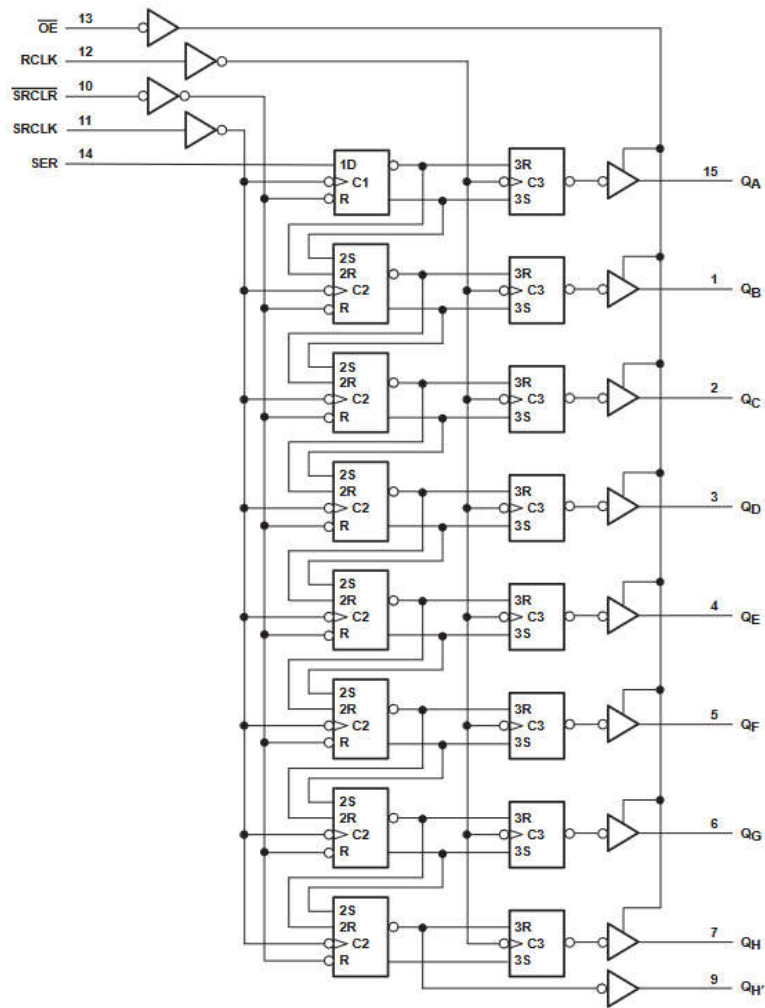 OE 13
RCLK 12
SRCLR 10
SRCLK 11
SER 14
1D 3R
C1 C3 15 QA
R 3S
2S
2R 3R
C2 C3 1 QB
R 3S
2S
2R 3R
C2 C3 2 QC
R 3S
2S
2R 3R
C2 C3 3 QD
R 3S
2S
2R 3R
C2 C3 4 QE
R 3S
2S
2R 3R
C2 C3 5 QF
R 3S
2S
2R 3R
C2 C3 6 QG
R 3S
2S
2R 3R
C2 C3 7 QH
R 3S
9 QH'